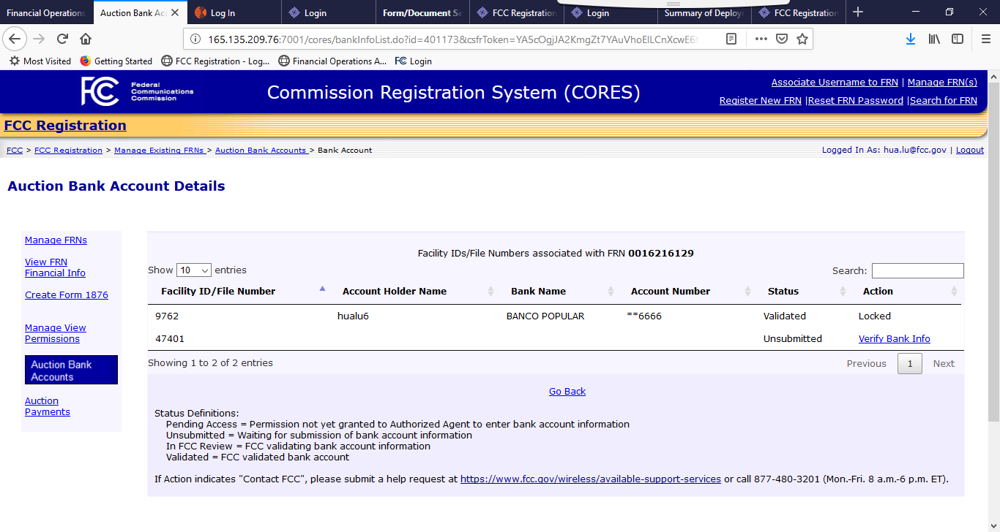 Financial Operations
Auction Bank Ac
Log In
Login
Form/Document Se
FCC Registration
Login
Summary of Deploy
FCC Registration
165.135.209.76:7001/cores/bankInfoList.do?id=401173&csfrToken=
Most Visited Getting Started FCC Registration - Log... Financial Operations A... FC Login
FCC Federal Communications Commission
Commission Registration System (CORES)
Associate Username to FRN | Manage FRN(s)
Register New FRN |Reset FRN Password |Search for FRN
FCC Registration
FCC > FCC Registration > Manage Existing FRNs > Auction Bank Accounts > Bank Account
Logged In As: hua.lu@fcc.gov | Logout
Auction Bank Account Details
Manage FRNs
View FRN
Financial Info
Create Form 1876
Manage View
Permissions
Auction Bank
Accounts
Auction
Payments
Facility IDs/File Numbers associated with FRN 0016216129
Show 10 entries
Search:
Facility ID/File Number Account Holder Name Bank Name Account Number Status Action
9762 hualu6 BANCO POPULAR **6666 Validated Locked
47401 Unsubmitted Verify Bank Info
Showing 1 to 2 of 2 entries
Previous 1 Next
Go Back
Status Definitions:
Pending Access = Permission not yet granted to Authorized Agent to enter bank account information
Unsubmitted = Waiting for submission of bank account information
In FCC Review = FCC validating bank account information
Validated = FCC validated bank account
If Action indicates "Contact FCC", please submit a help request at https://www.fcc.gov/wireless/available-support-services or call 877-480-3201 (Mon.-Fri. 8 a.m.-6 p.m. ET).